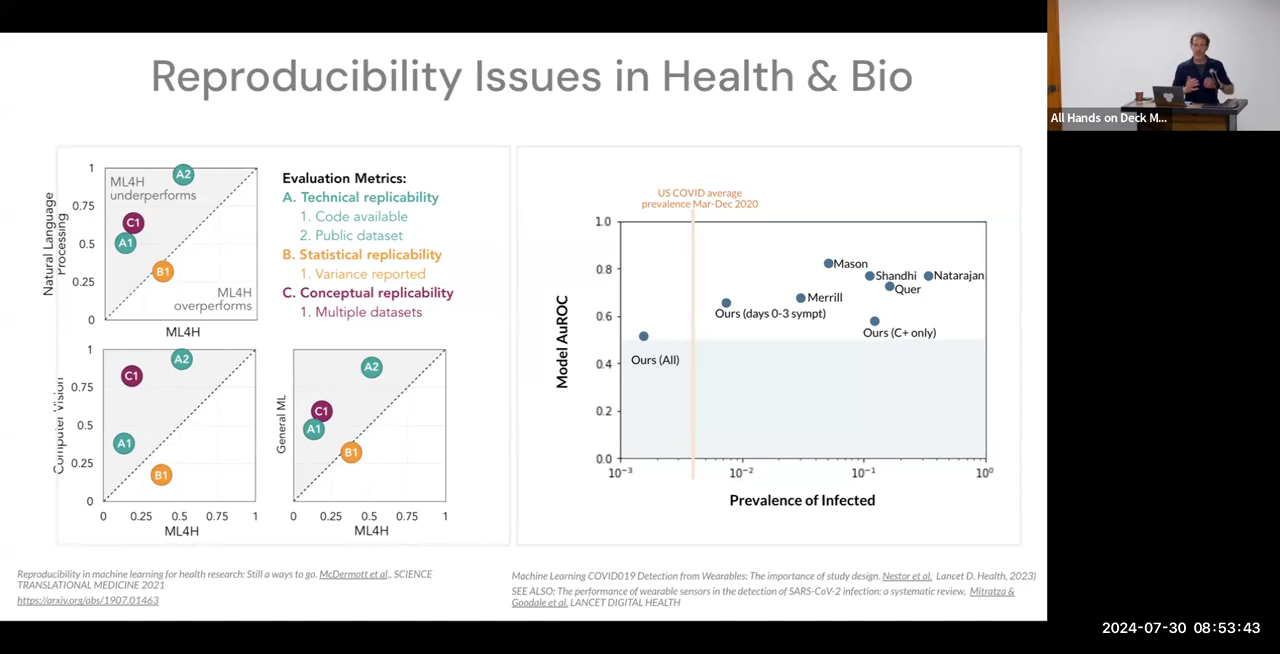 Reproducibility Issues in Health & Bio
All Hands on Deck M...
1
0.75
0.5
0.25
0
Natural Language
Processing
ML4H
underperforms
A2
C1
A1
B1
ML4H
overperforms
ML4H
Evaluation Metrics:
A. Technical replicability
1. Code available
2. Public dataset
B. Statistical replicability
1. Variance reported
C. Conceptual replicability
1. Multiple datasets
1
0.75
0.5
0.25
0
Computer Vision
A2
C1
A1
B1
0 0.25 0.5 0.75 1
ML4H
General ML
A2
C1
A1
B1
0 0.25 0.5 0.75 1
ML4H
US COVID average
prevalence Mar-Dec 2020
1.0
0.8
0.6
0.4
0.2
0.0
Model AuROC
Mason
Shandhi
Natarajan
Quer
Merrill
Ours (days 0-3 sympt)
Ours (C+ only)
Ours (All)
10⁻³ 10⁻² 10⁻¹ 10⁰
Prevalence of Infected
Reproducibility in machine learning for health research: Still a ways to go. McDermott et al., SCIENCE
TRANSLATIONAL MEDICINE 2021
https://arxiv.org/abs/1907.01463
Machine Learning COVID019 Detection from Wearables: The importance of study design. Nestor et al. Lancet D. Health, 2023)
SEE ALSO: The performance of wearable sensors in the detection of SARS-CoV-2 infection: a systematic review, Mitratza &
Goodale et al. LANCET DIGITAL HEALTH
2024-07-30 08:53:43